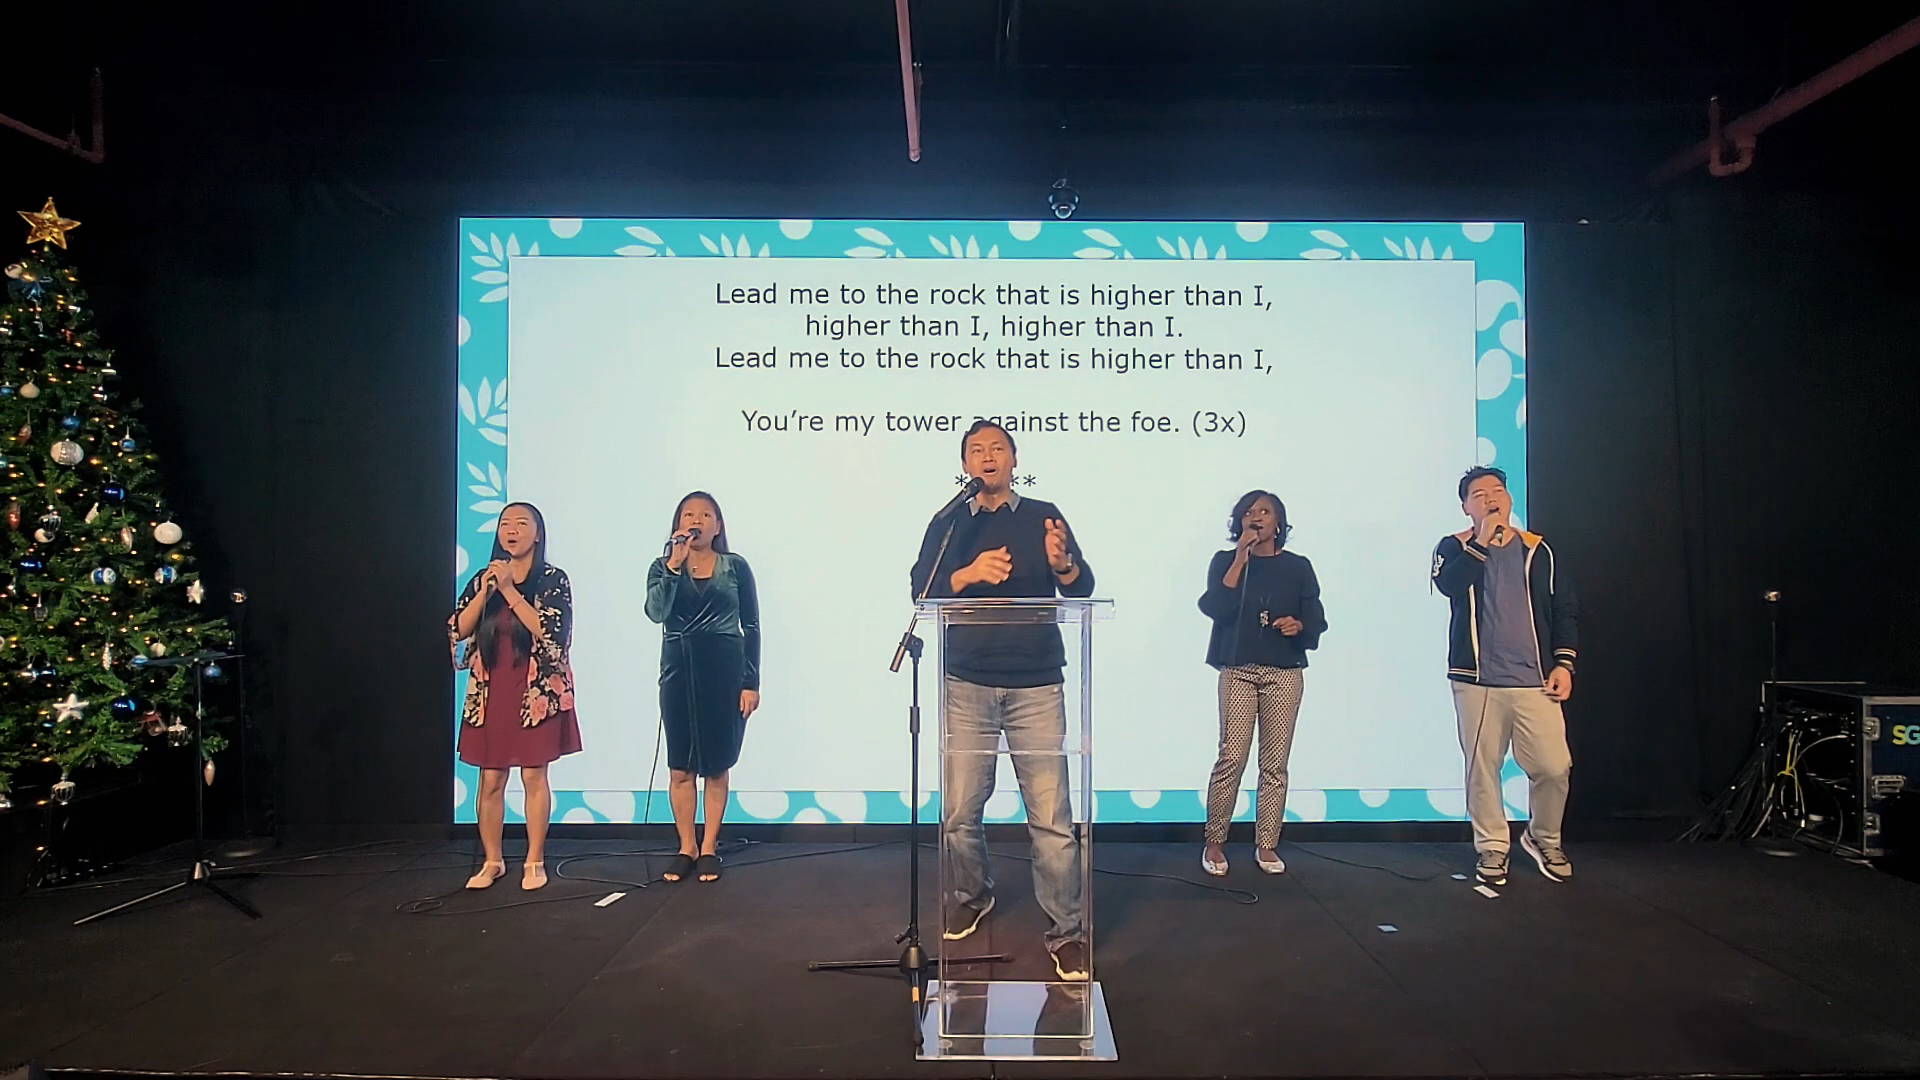 Lead me to the rock that is higher than I,
higher than I, higher than I.
Lead me to the rock that is higher than I,
You’re my tower against the foe. (3x)
SG